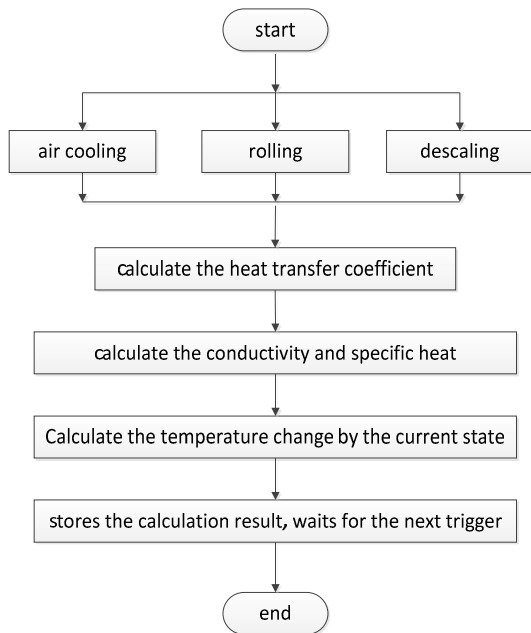 start
air cooling
rolling
descaling
calculate the heat transfer coefficient
calculate the conductivity and specific heat
Calculate the temperature change by the current state
stores the calculation result, waits for the next trigger
end